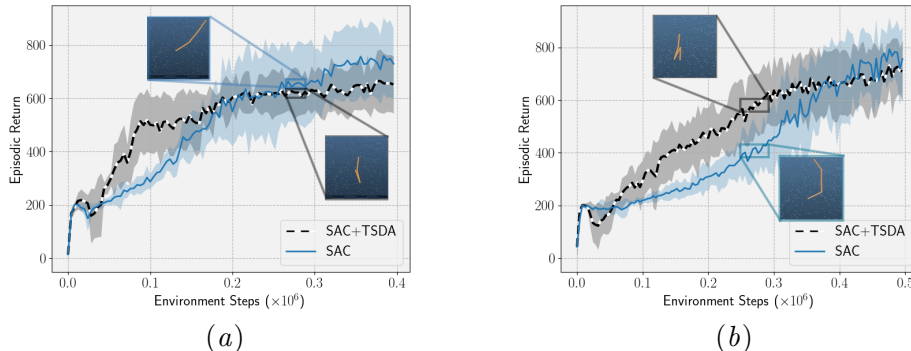 800
600
400
200
0
Episodic Return
SAC+TSDA
SAC
0.0 0.1 0.2 0.3 0.4
Environment Steps (×10⁶)
(a)
800
600
400
200
0
Episodic Return
SAC+TSDA
SAC
0.0 0.1 0.2 0.3 0.4 0.5
Environment Steps (×10⁶)
(b)